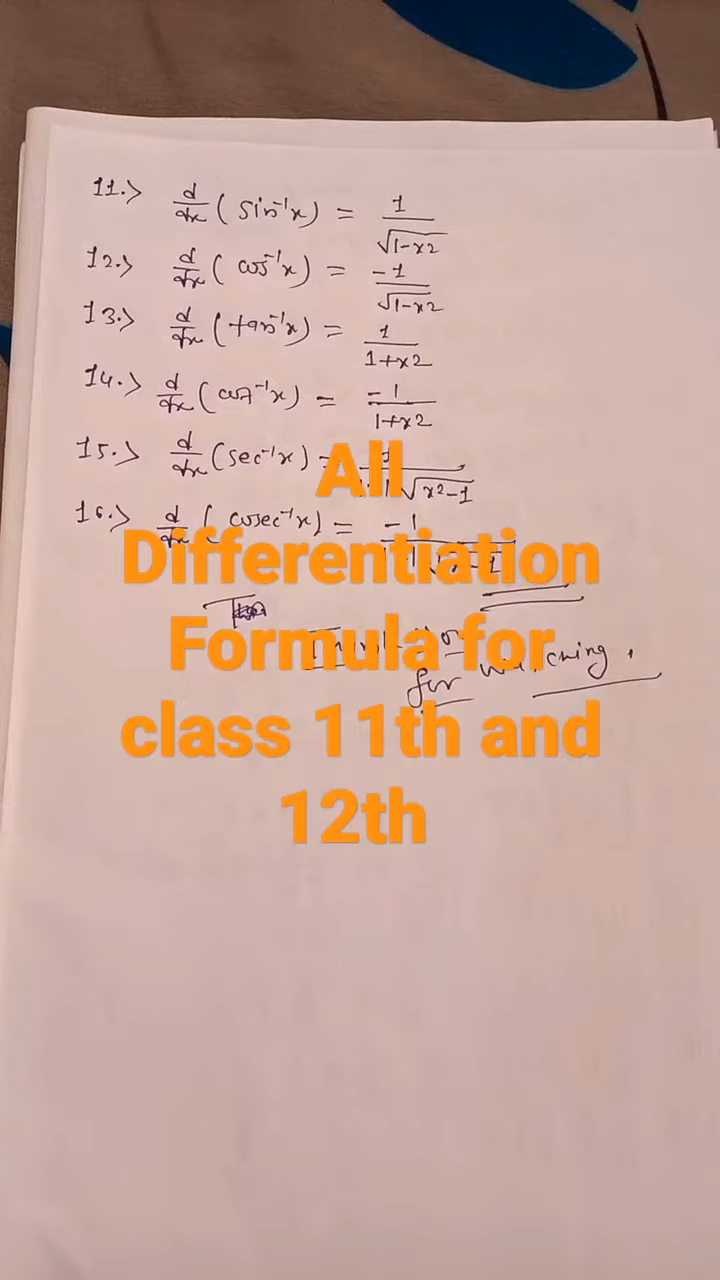 11.> d/dx ( sin⁻¹x ) = 1/√1-x2
12.> d/dx ( cos⁻¹x ) = -1/√1-x2
13.> d/dx ( tan⁻¹x ) = 1/1+x2
14.> d/dx ( cot⁻¹x ) = -1/1+x2
15.> d/dx ( sec⁻¹x ) √x2-1
16.> d/dx ( cosec⁻¹x ) = -1
for
All
Differentiation
Formula for
class 11th and
12th